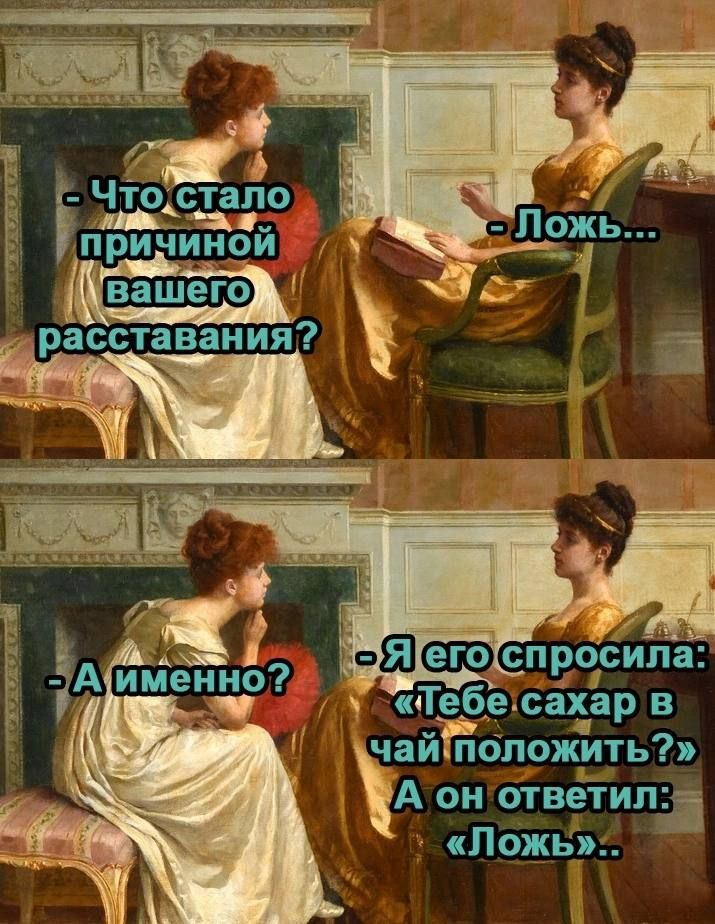 - Что стало
причиной
вашего
расставания?
- Ложь...
- А именно?
- Я его спросила:
«Тебе сахар в
чай положить?»
А он ответил:
«Ложь»..